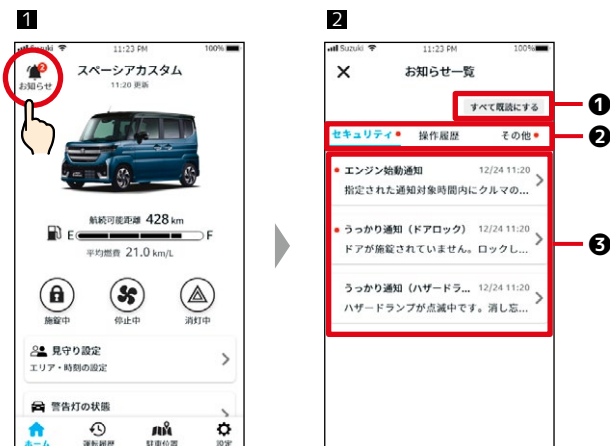 1
Suzuki 11:23 PM 100%
2
お知らせ
スペーシアカスタム
11:20 更新
航続可能距離 428 km
E F
平均燃費 21.0 km/L
施錠中 停止中 消灯中
見守り設定
エリア・時刻の設定
警告灯の状態
ホーム 運転履歴 駐車位置 設定
2
Suzuki 11:23 PM 100%
お知らせ一覧
すべて既読にする
❶
セキュリティ 操作履歴 その他
❷
エンジン始動通知 12/24 11:20
指定された通知対象時間内にクルマの...
うっかり通知（ドアロック） 12/24 11:20
ドアが施錠されていません。ロックし...
❸
うっかり通知（ハザードラ... 12/24 11:20
ハザードランプが点滅中です。消し忘...